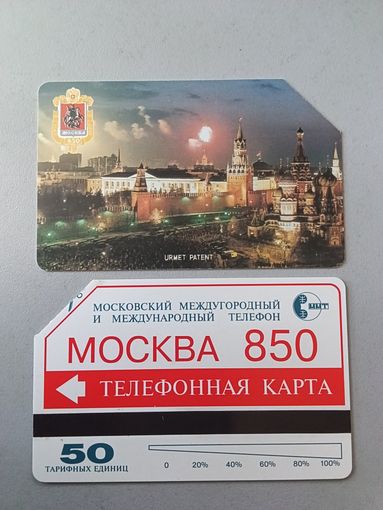 МОСКВА
850
URMET PATENT
МОСКОВСКИЙ МЕЖДУГОРОДНЫЙ
И МЕЖДУНАРОДНЫЙ ТЕЛЕФОН
ММТ
МОСКВА 850
ТЕЛЕФОННАЯ КАРТА
50
ТАРИФНЫХ ЕДИНИЦ
0 20% 40% 60% 80% 100%